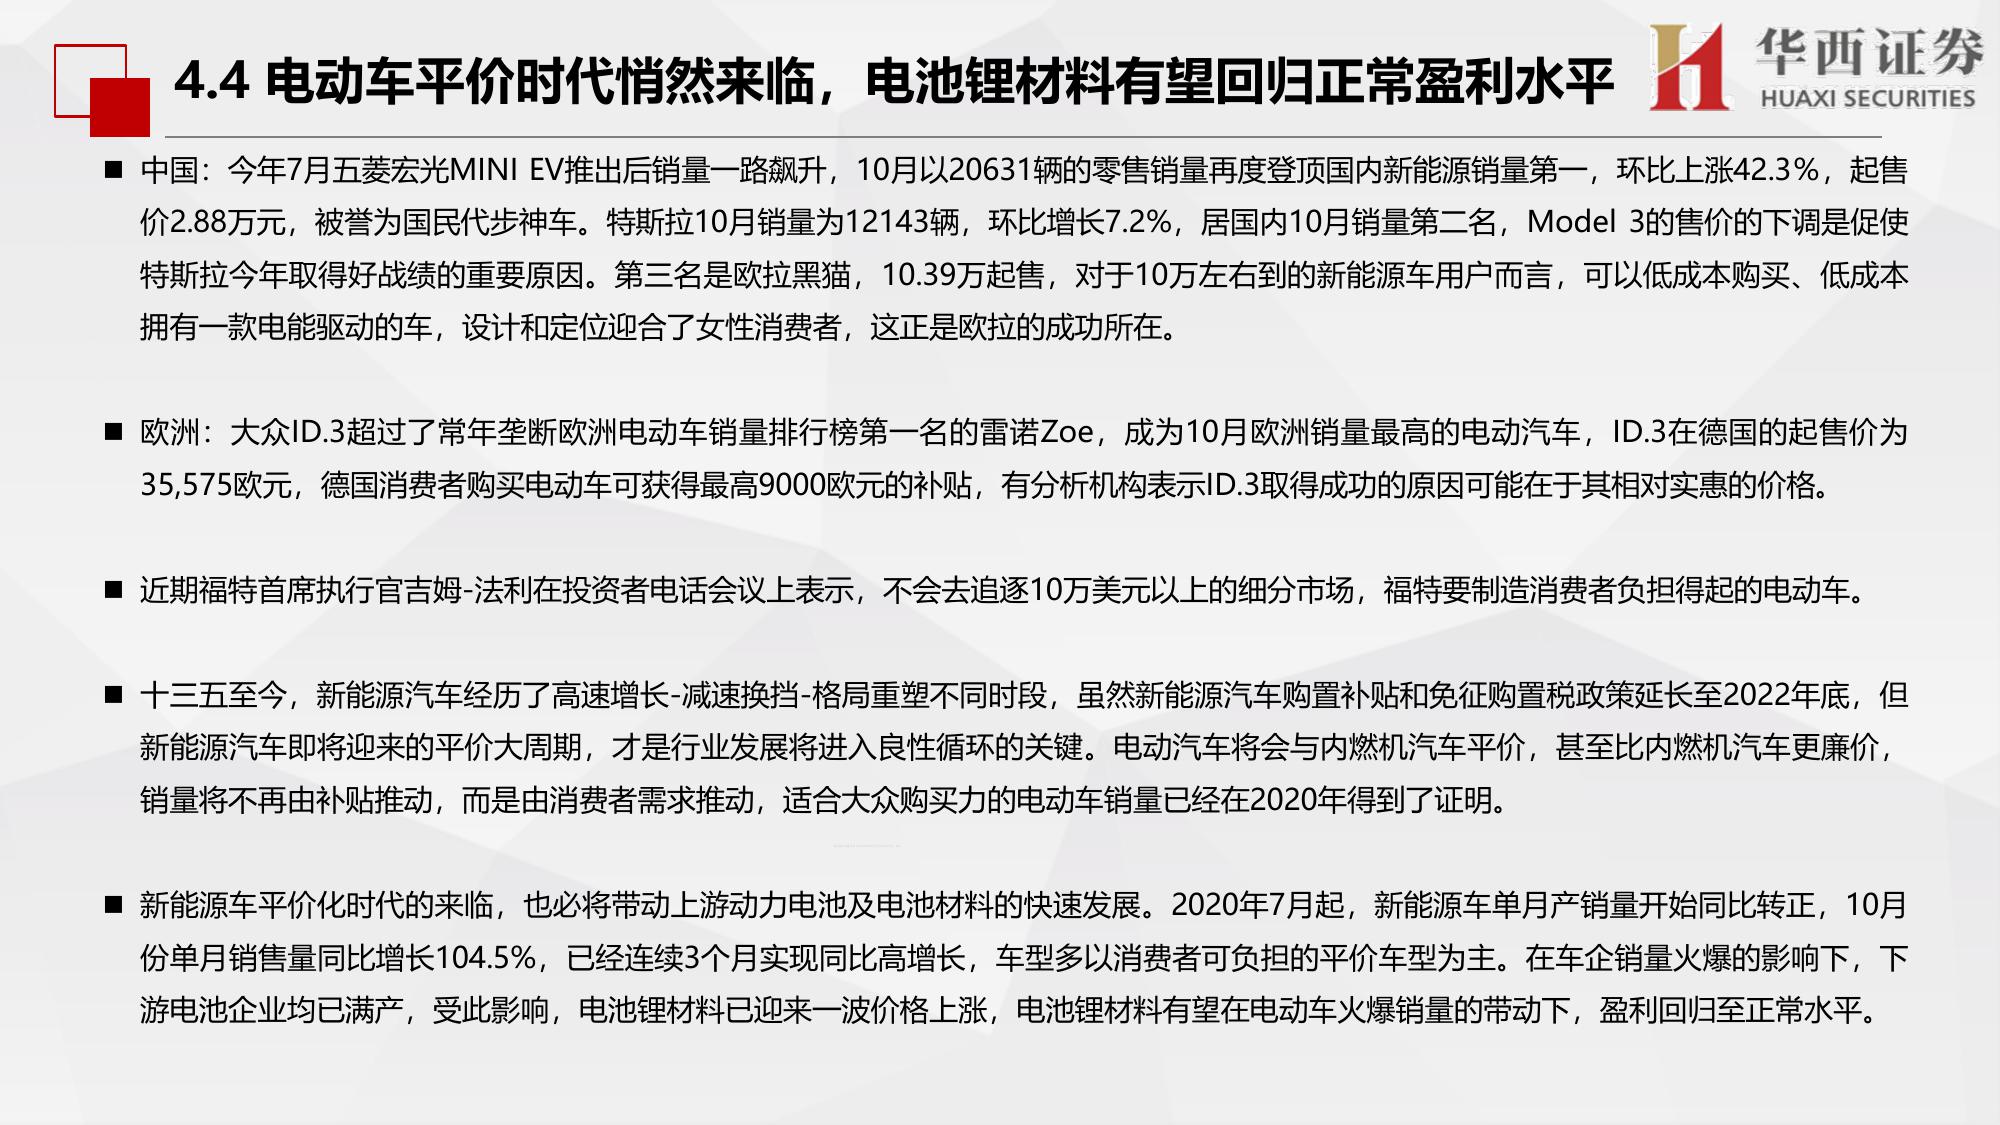 4.4 电动车平价时代悄然来临，电池锂材料有望回归正常盈利水平
华西证券
HUAXI SECURITIES
■ 中国：今年7月五菱宏光MINI EV推出后销量一路飙升，10月以20631辆的零售销量再度登顶国内新能源销量第一，环比上涨42.3%，起售
价2.88万元，被誉为国民代步神车。特斯拉10月销量为12143辆，环比增长7.2%，居国内10月销量第二名，Model 3的售价的下调是促使
特斯拉今年取得好战绩的重要原因。第三名是欧拉黑猫，10.39万起售，对于10万左右到的新能源车用户而言，可以低成本购买、低成本
拥有一款电能驱动的车，设计和定位迎合了女性消费者，这正是欧拉的成功所在。
■ 欧洲：大众ID.3超过了常年垄断欧洲电动车销量排行榜第一名的雷诺Zoe，成为10月欧洲销量最高的电动汽车，ID.3在德国的起售价为
35,575欧元，德国消费者购买电动车可获得最高9000欧元的补贴，有分析机构表示ID.3取得成功的原因可能在于其相对实惠的价格。
■ 近期福特首席执行官吉姆-法利在投资者电话会议上表示，不会去追逐10万美元以上的细分市场，福特要制造消费者负担得起的电动车。
■ 十三五至今，新能源汽车经历了高速增长-减速换挡-格局重塑不同时段，虽然新能源汽车购置补贴和免征购置税政策延长至2022年底，但
新能源汽车即将迎来的平价大周期，才是行业发展将进入良性循环的关键。电动汽车将会与内燃机汽车平价，甚至比内燃机汽车更廉价，
销量将不再由补贴推动，而是由消费者需求推动，适合大众购买力的电动车销量已经在2020年得到了证明。
■ 新能源车平价化时代的来临，也必将带动上游动力电池及电池材料的快速发展。2020年7月起，新能源车单月产销量开始同比转正，10月
份单月销售量同比增长104.5%，已经连续3个月实现同比高增长，车型多以消费者可负担的平价车型为主。在车企销量火爆的影响下，下
游电池企业均已满产，受此影响，电池锂材料已迎来一波价格上涨，电池锂材料有望在电动车火爆销量的带动下，盈利回归至正常水平。